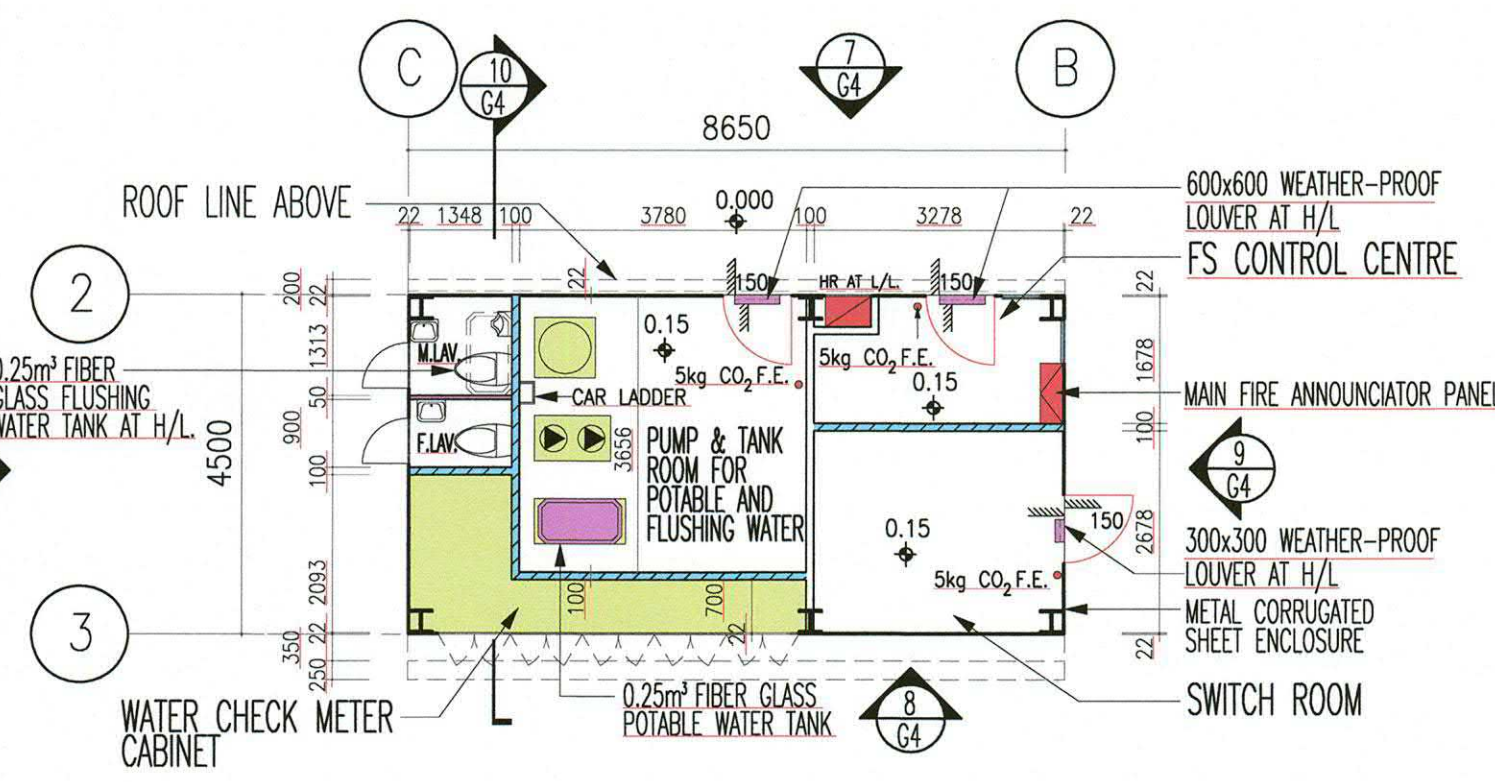 C
10
G4
7
G4
B
8650
ROOF LINE ABOVE
0.000
600x600 WEATHER-PROOF
LOUVER AT H/L
22 1348 100 3780 100 3278 22
FS CONTROL CENTRE
2
200
22
22
150
HR AT L/L.
150
22
1313
M.LAV.
0.15
5kg CO₂ F.E.
5kg CO₂ F.E.
0.15
1678
0.25m³ FIBER
GLASS FLUSHING
WATER TANK AT H/L.
50
CAR LADDER
MAIN FIRE ANNOUNCIATOR PANEL
4500
900
F.LAV.
3656
PUMP & TANK
ROOM FOR
POTABLE AND
FLUSHING WATER
100
100
9
G4
0.15
150
2678
300x300 WEATHER-PROOF
LOUVER AT H/L
2093
100
700
5kg CO₂ F.E.
METAL CORRUGATED
SHEET ENCLOSURE
3
22
22
22
350
250
WATER CHECK METER
CABINET
0.25m³ FIBER GLASS
POTABLE WATER TANK
8
G4
SWITCH ROOM